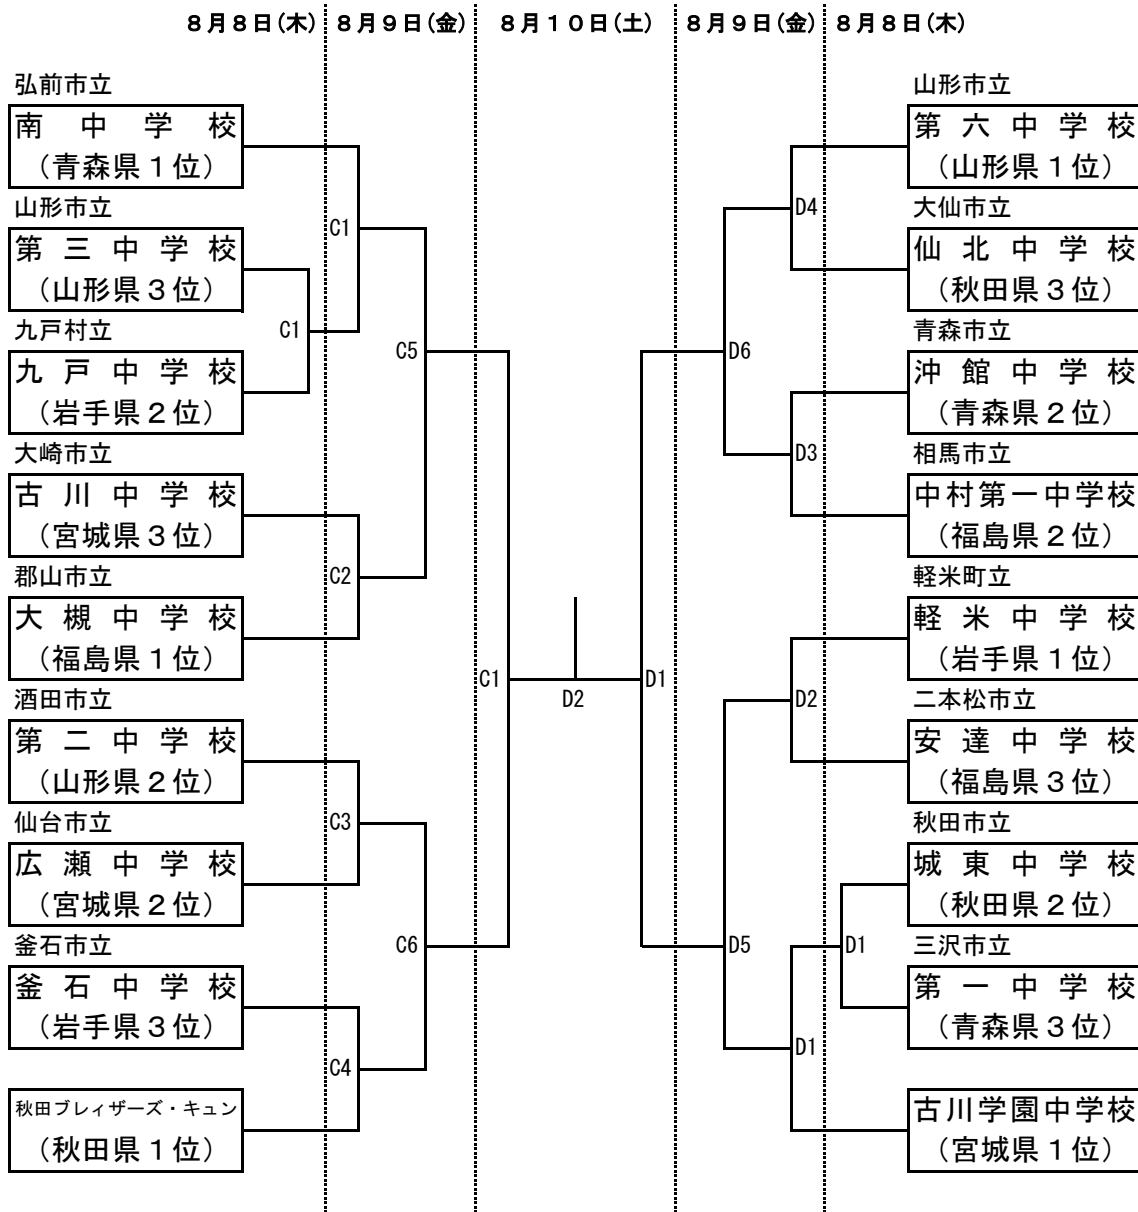 ８月８日(木)
８月９日(金)
８月１０日(土)
８月９日(金)
８月８日(木)
弘前市立
南中学校
（青森県１位）
山形市立
第三中学校
（山形県３位）
九戸村立
九戸中学校
（岩手県２位）
大崎市立
古川中学校
（宮城県３位）
郡山市立
大槻中学校
（福島県１位）
酒田市立
第二中学校
（山形県２位）
仙台市立
広瀬中学校
（宮城県２位）
釜石市立
釜石中学校
（岩手県３位）
秋田ブレィザーズ・キュン
（秋田県１位）
C1
C1
C5
C2
C3
C6
C4
C1
D2
D1
D4
D6
D3
D2
D5
D1
D1
山形市立
第六中学校
（山形県１位）
大仙市立
仙北中学校
（秋田県３位）
青森市立
沖館中学校
（青森県２位）
相馬市立
中村第一中学校
（福島県２位）
軽米町立
軽米中学校
（岩手県１位）
二本松市立
安達中学校
（福島県３位）
秋田市立
城東中学校
（秋田県２位）
三沢市立
第一中学校
（青森県３位）
古川学園中学校
（宮城県１位）